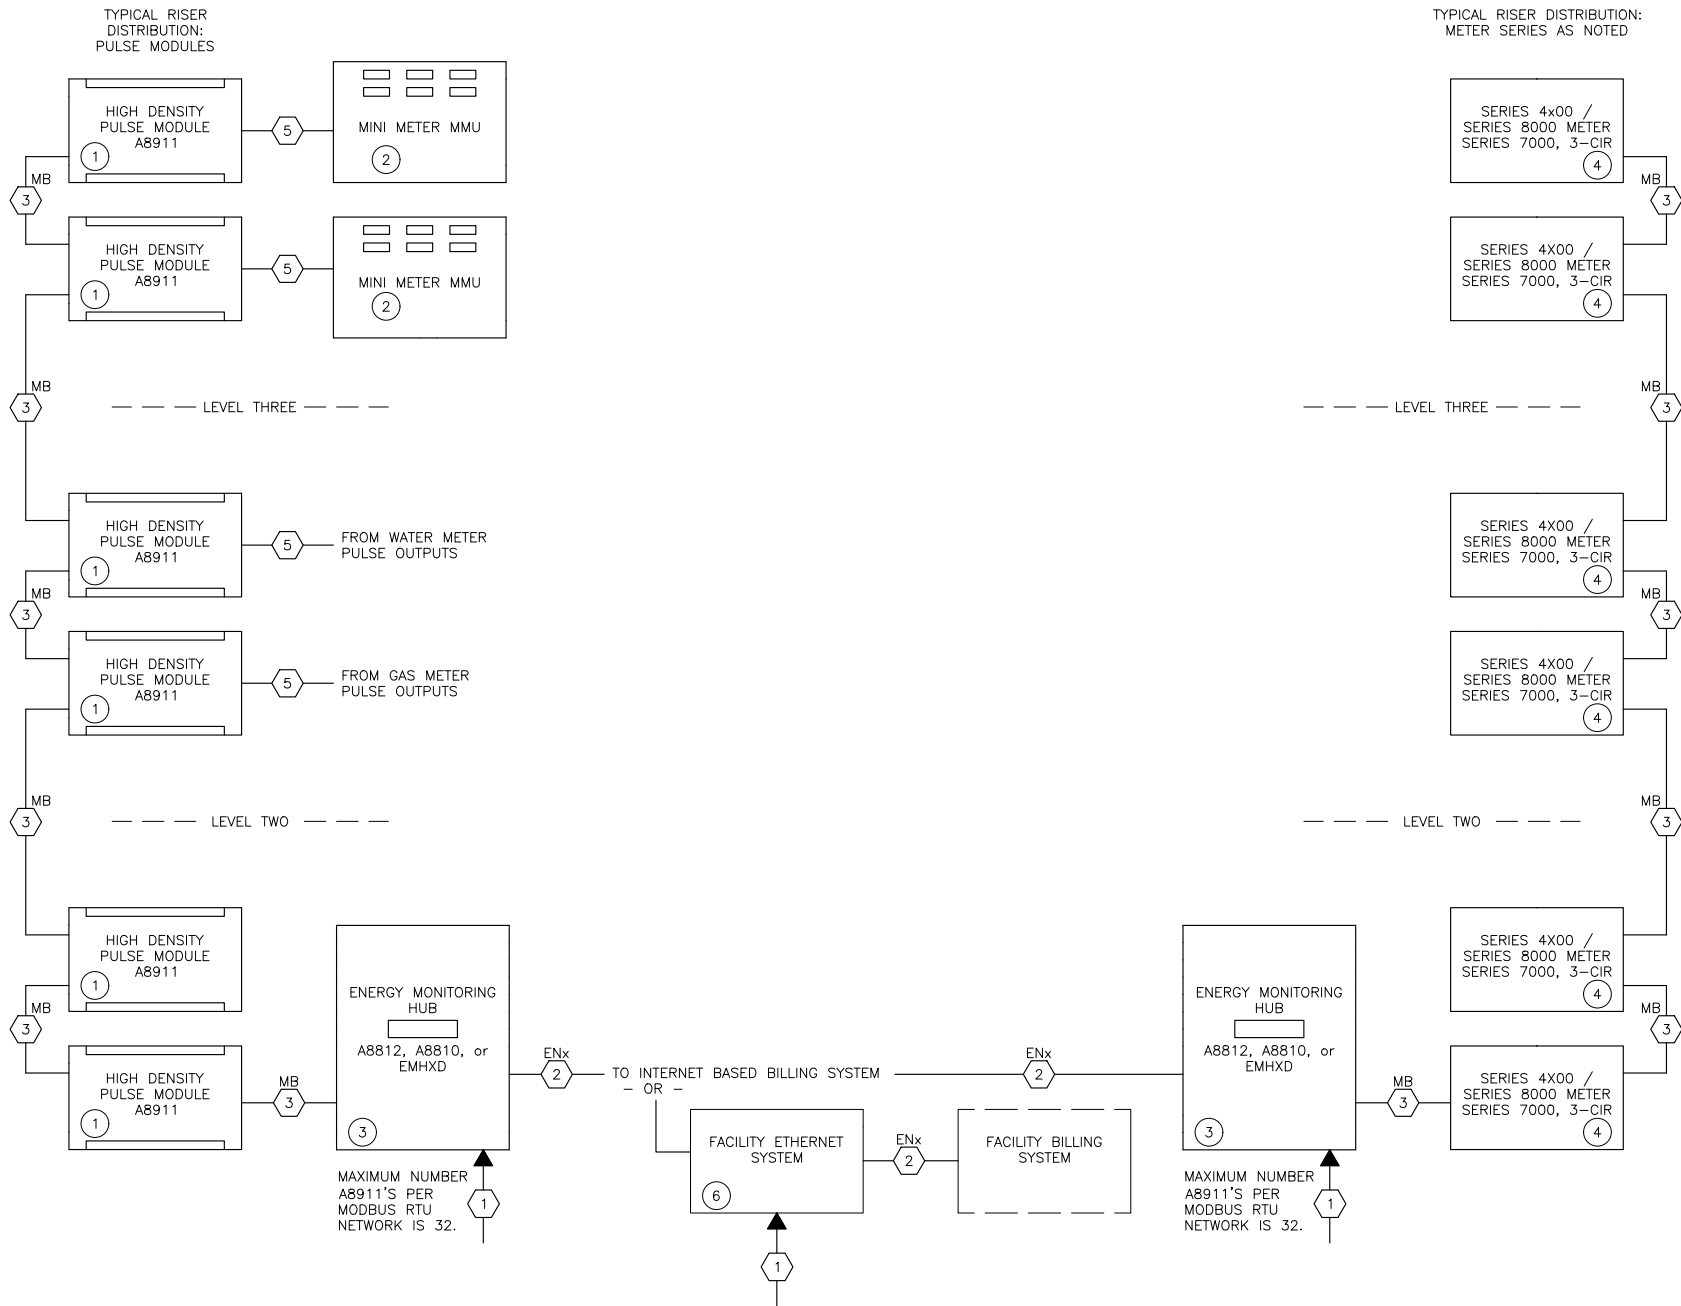 TYPICAL RISER
DISTRIBUTION:
PULSE MODULES
HIGH DENSITY
PULSE MODULE
A8911
1
5
MINI METER MMU
2
MB
3
HIGH DENSITY
PULSE MODULE
A8911
1
5
MINI METER MMU
2
MB
3
LEVEL THREE
HIGH DENSITY
PULSE MODULE
A8911
1
5
FROM WATER METER
PULSE OUTPUTS
MB
3
HIGH DENSITY
PULSE MODULE
A8911
1
5
FROM GAS METER
PULSE OUTPUTS
MB
3
LEVEL TWO
HIGH DENSITY
PULSE MODULE
A8911
1
MB
3
HIGH DENSITY
PULSE MODULE
A8911
1
MB
3
ENERGY MONITORING
HUB
A8812, A8810, or
EMHXD
3
MAXIMUM NUMBER
A8911'S PER
MODBUS RTU
NETWORK IS 32.
1
ENx
2
TO INTERNET BASED BILLING SYSTEM
- OR -
ENx
2
FACILITY ETHERNET
SYSTEM
6
1
ENx
2
FACILITY BILLING
SYSTEM
ENERGY MONITORING
HUB
A8812, A8810, or
EMHXD
3
MAXIMUM NUMBER
A8911'S PER
MODBUS RTU
NETWORK IS 32.
1
MB
3
TYPICAL RISER DISTRIBUTION:
METER SERIES AS NOTED
SERIES 4x00 /
SERIES 8000 METER
SERIES 7000, 3-CIR
4
MB
3
SERIES 4X00 /
SERIES 8000 METER
SERIES 7000, 3-CIR
4
MB
3
LEVEL THREE
SERIES 4X00 /
SERIES 8000 METER
SERIES 7000, 3-CIR
4
MB
3
SERIES 4X00 /
SERIES 8000 METER
SERIES 7000, 3-CIR
4
MB
3
LEVEL TWO
SERIES 4X00 /
SERIES 8000 METER
SERIES 7000, 3-CIR
4
MB
3
SERIES 4X00 /
SERIES 8000 METER
SERIES 7000, 3-CIR
4